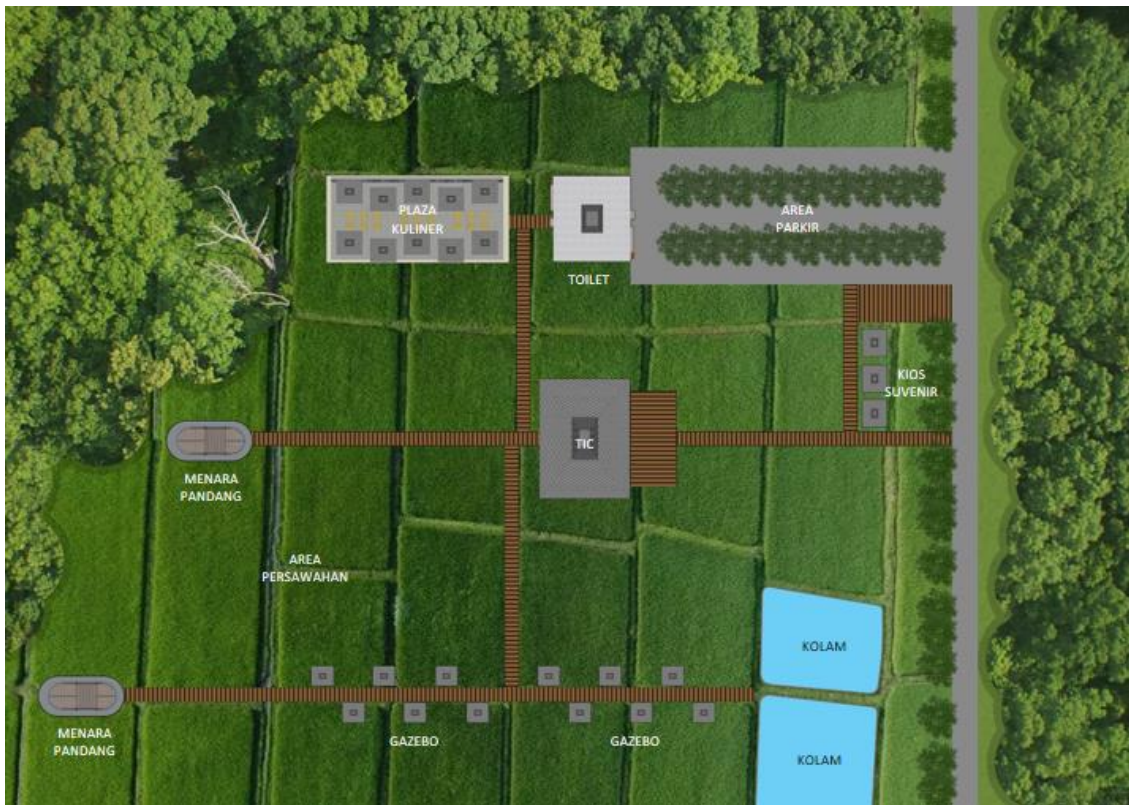 PLAZA
KULINER
AREA
PARKIR
TOILET
KIOS
SUVENIR
TIC
MENARA
PANDANG
AREA
PERSAWAHAN
KOLAM
MENARA
PANDANG
GAZEBO
GAZEBO
KOLAM